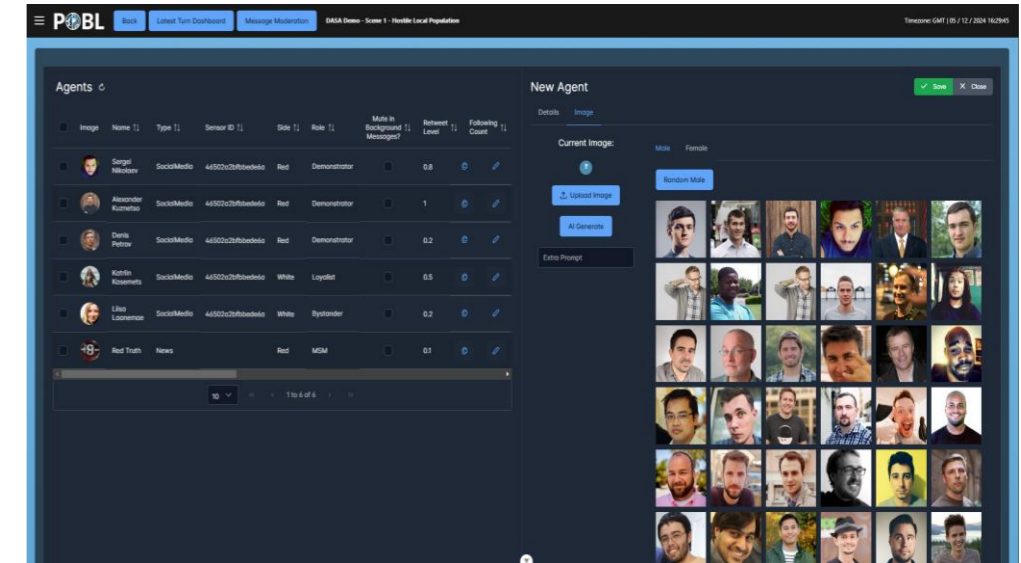 POBL
Back
Latest Turn Dashboard
Message Moderation
DASA Demo - Scene 1 - Hostile Local Population
Timezone: GMT | 05 / 12 / 2024 16:29:45
Agents
Image Name Type Sensor ID Side Role Mute In Background Messages? Retweet Level Following Count
Sergei Nikolaev SocialMedia 46502a2bfbbede6a Red Demonstrator 0.8
Alexander Kuznetso SocialMedia 46502a2bfbbede6a Red Demonstrator 1
Denis Petrov SocialMedia 46502a2bfbbede6a Red Demonstrator 0.2
Katrlin Kasemets SocialMedia 46502a2bfbbede6a White Loyalist 0.5
Liisa Laanemae SocialMedia 46502a2bfbbede6a White Bystander 0.2
Red Truth News Red MSM 0.1
10
1 to 6 of 6
New Agent
Save
Close
Details
Image
Current Image:
Upload Image
AI Generate
Extra Prompt
Male
Female
Random Male